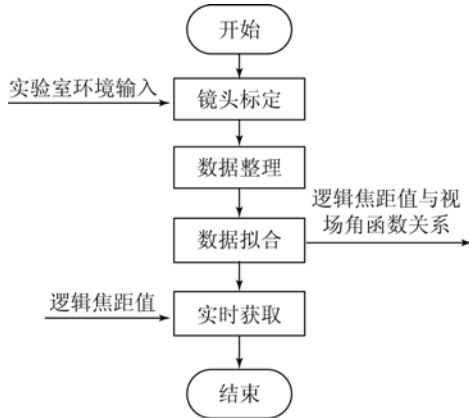 开始
实验室环境输入
镜头标定
数据整理
逻辑焦距值与视
场角函数关系
数据拟合
逻辑焦距值
实时获取
结束